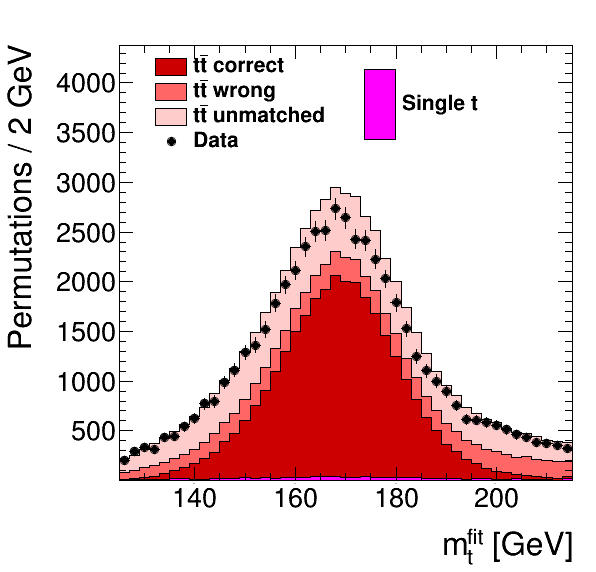 Permutations / 2 GeV
4000
3500
3000
2500
2000
1500
1000
500
tt̄ correct
tt̄ wrong
tt̄ unmatched
Data
Single t
140 160 180 200
m_t^fit [GeV]